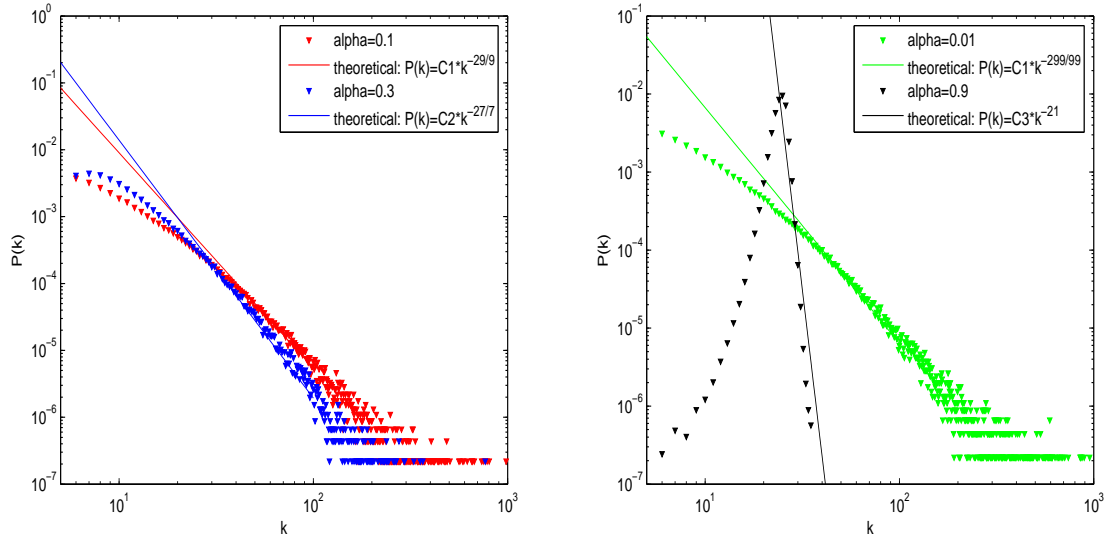 10^0
10^-1
10^-2
10^-3
10^-4
10^-5
10^-6
10^-7
P(k)
10^1
10^2
10^3
k
alpha=0.1
theoretical: P(k)=C1*k^-29/9
alpha=0.3
theoretical: P(k)=C2*k^-27/7
10^-1
10^-2
10^-3
10^-4
10^-5
10^-6
10^-7
P(k)
10^1
10^2
10^3
k
alpha=0.01
theoretical: P(k)=C1*k^-299/99
alpha=0.9
theoretical: P(k)=C3*k^-21